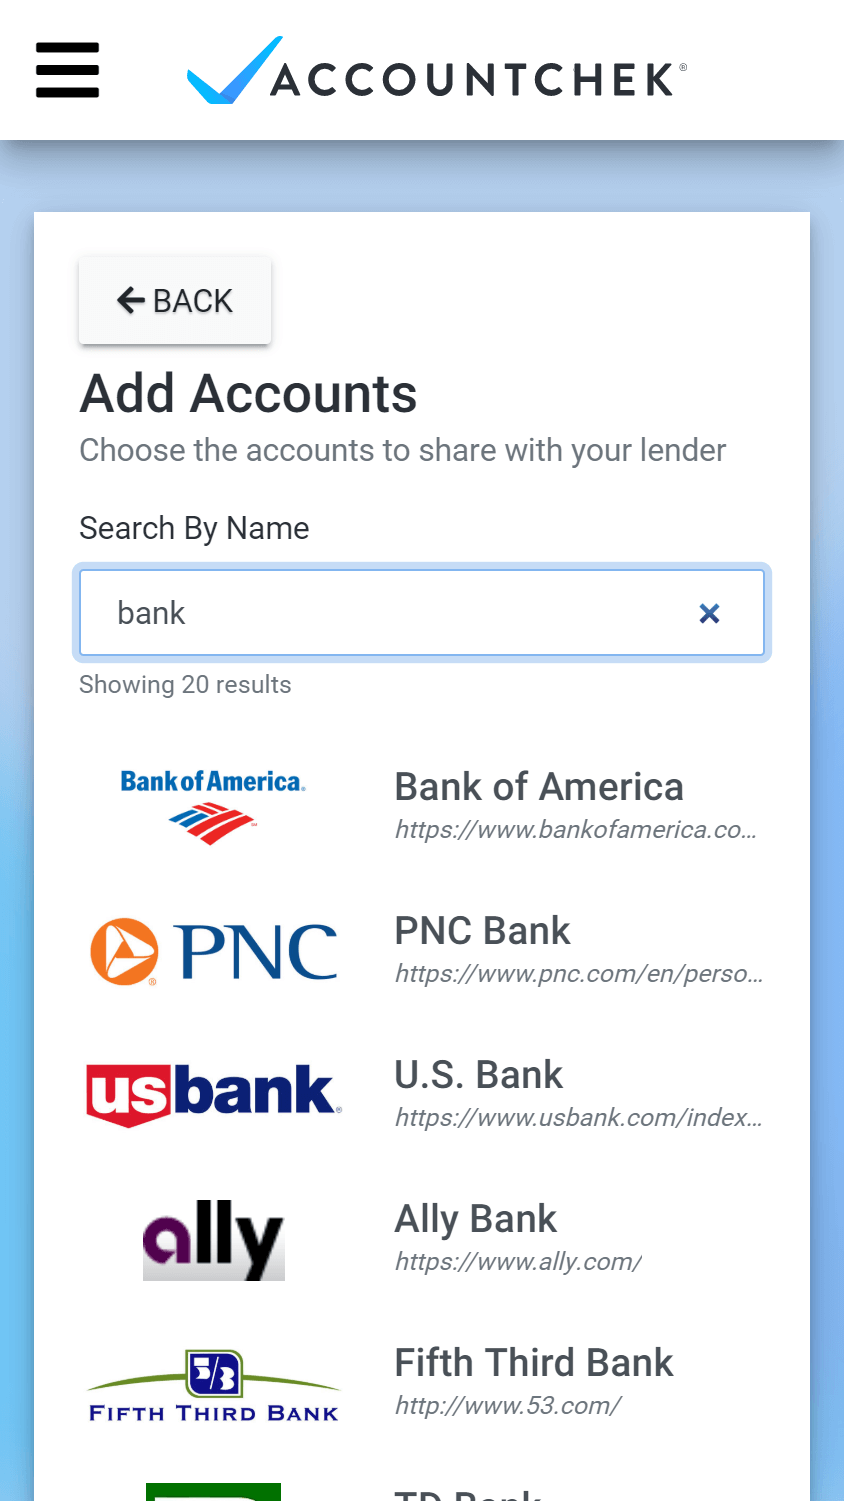 ACCOUNTCHEK®
BACK
Add Accounts
Choose the accounts to share with your lender
Search By Name
bank
Showing 20 results
Bank of America
Bank of America
https://www.bankofamerica.co...
PNC
PNC Bank
https://www.pnc.com/en/perso...
usbank
U.S. Bank
https://www.usbank.com/index...
ally
Ally Bank
https://www.ally.com/
5/3
FIFTH THIRD BANK
Fifth Third Bank
http://www.53.com/
TD Bank